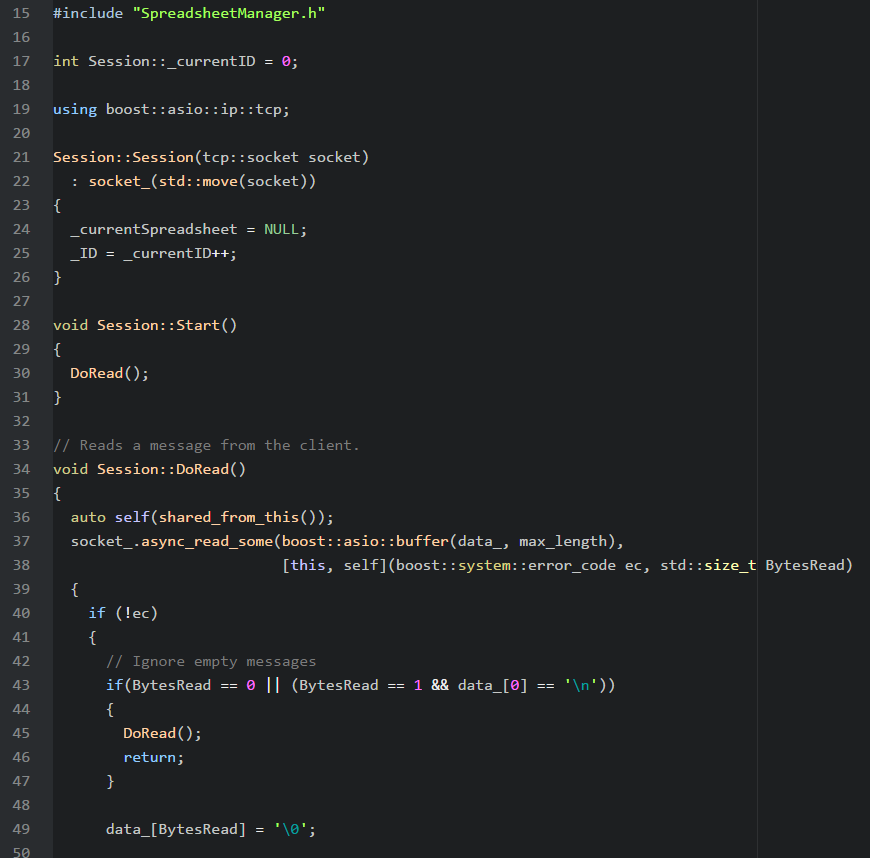 15 #include "SpreadsheetManager.h"
16
17 int Session::_currentID = 0;
18
19 using boost::asio::ip::tcp;
20
21 Session::Session(tcp::socket socket)
22   : socket_(std::move(socket))
23 {
24   _currentSpreadsheet = NULL;
25   _ID = _currentID++;
26 }
27
28 void Session::Start()
29 {
30   DoRead();
31 }
32
33 // Reads a message from the client.
34 void Session::DoRead()
35 {
36   auto self(shared_from_this());
37   socket_.async_read_some(boost::asio::buffer(data_, max_length),
38                           [this, self](boost::system::error_code ec, std::size_t BytesRead)
39   {
40     if (!ec)
41     {
42       // Ignore empty messages
43       if(BytesRead == 0 || (BytesRead == 1 && data_[0] == '\n'))
44       {
45         DoRead();
46         return;
47       }
48
49       data_[BytesRead] = '\0';
50